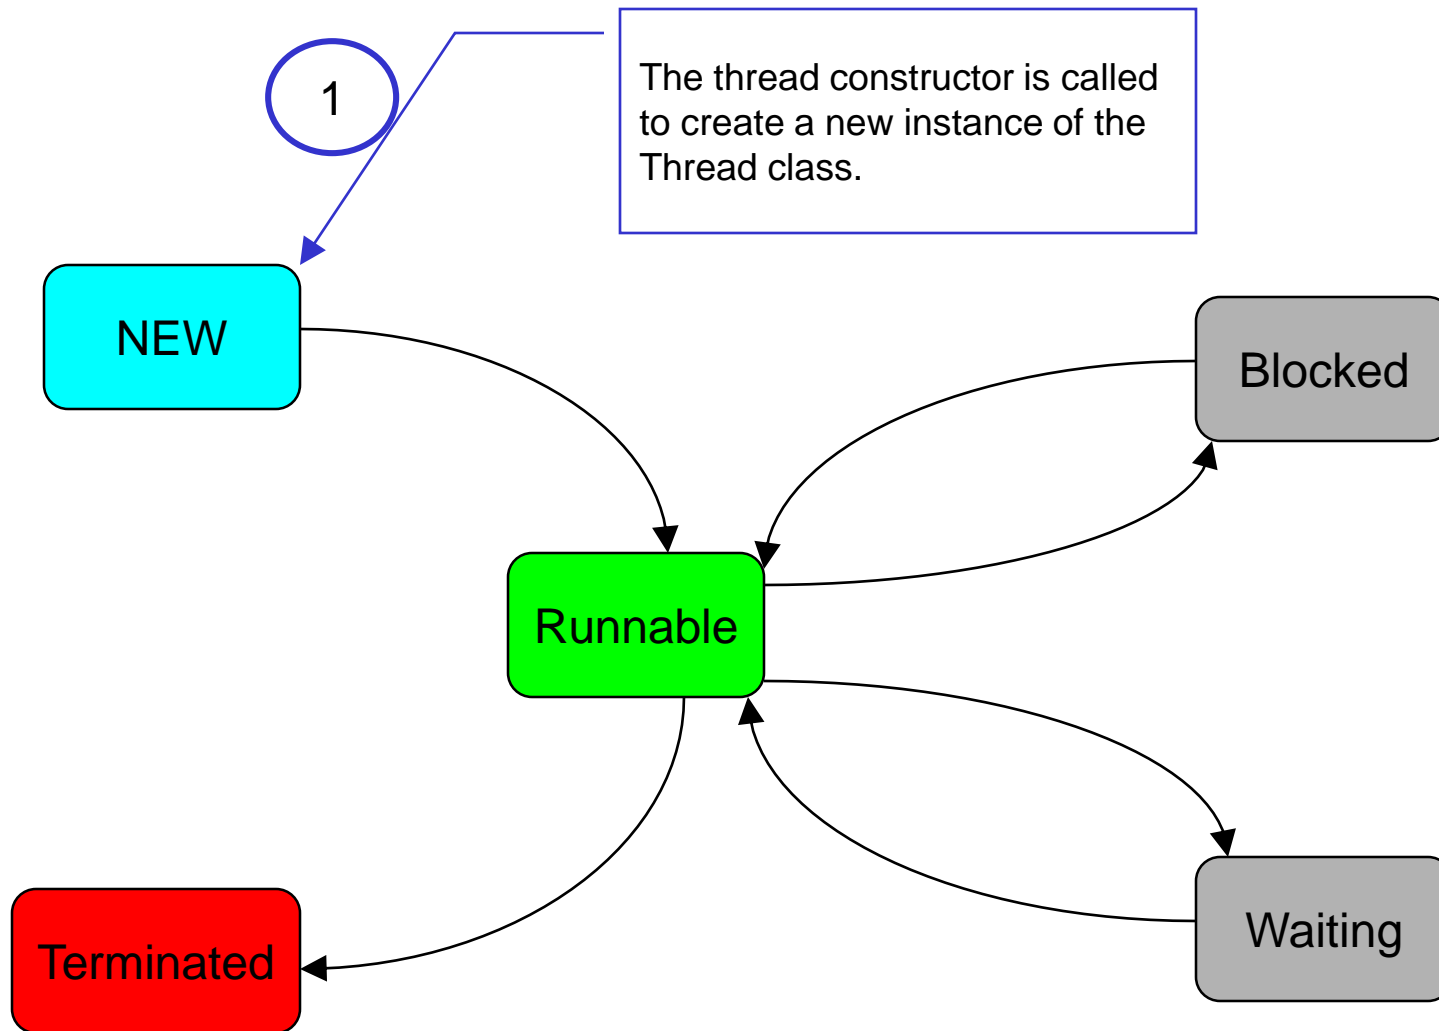 1
The thread constructor is called
to create a new instance of the
Thread class.
NEW
Blocked
Runnable
Terminated
Waiting